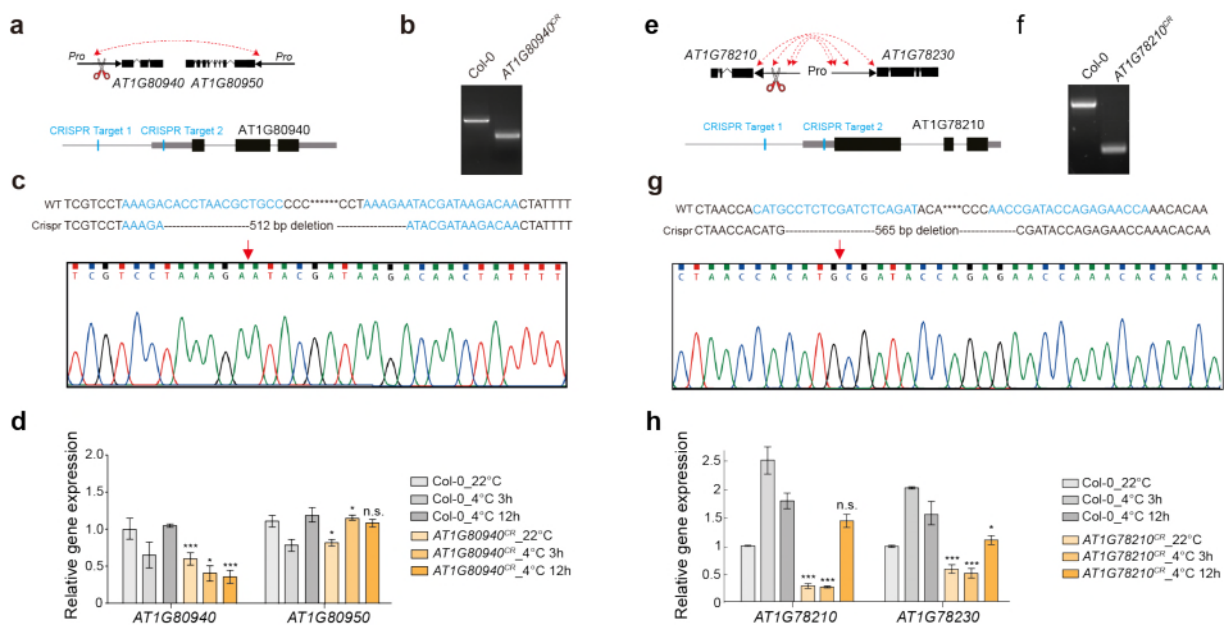 a
Pro
Pro
AT1G80940 AT1G80950
CRISPR Target 1 CRISPR Target 2 AT1G80940
b
Col-0
AT1G80940CR
c
WT TCGTCCTAAAGACACCTAACGCTGCCCCCC******CCTAAAGAATACGATAAGACAACTATTTT
Crispr TCGTCCTAAAGA----------------512 bp deletion ----------------ATACGATAAGACAACTATTTT
T C G T C C T A A A G A A T A C G A T A A G A C A A C T A T T T T
d
Relative gene expression
2.0
1.5
1.0
0.5
0
*** * *** * * n.s.
AT1G80940 AT1G80950
Col-0_22°C
Col-0_4°C 3h
Col-0_4°C 12h
AT1G80940CR_22°C
AT1G80940CR_4°C 3h
AT1G80940CR_4°C 12h
e
AT1G78210 AT1G78230
Pro
CRISPR Target 1 CRISPR Target 2 AT1G78210
f
Col-0
AT1G78210CR
g
WT CTAACCACATGCCTCTCGATCTCAGATACA****CCCAACCGATACCAGAGAACCAAACACAA
Crispr CTAACCACATG----------------565 bp deletion----------------CGATACCAGAGAACCAAACACAA
C T A A C C A C A T G C G A T A C C A G A G A A C C A A A C A C A A C A
h
Relative gene expression
2.5
2
1.5
1
0.5
0
*** *** n.s. *** *** *
AT1G78210 AT1G78230
Col-0_22°C
Col-0_4°C 3h
Col-0_4°C 12h
AT1G78210CR_22°C
AT1G78210CR_4°C 3h
AT1G78210CR_4°C 12h